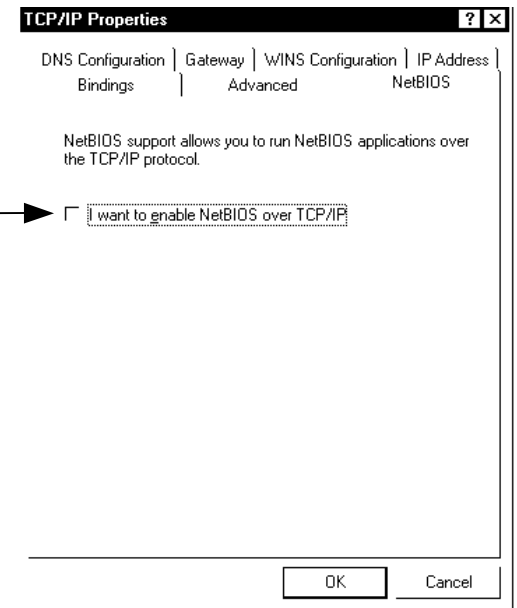 TCP/IP Properties ? ×
DNS Configuration Gateway WINS Configuration IP Address
Bindings Advanced NetBIOS
NetBIOS support allows you to run NetBIOS applications over
the TCP/IP protocol.
I want to enable NetBIOS over TCP/IP
OK Cancel